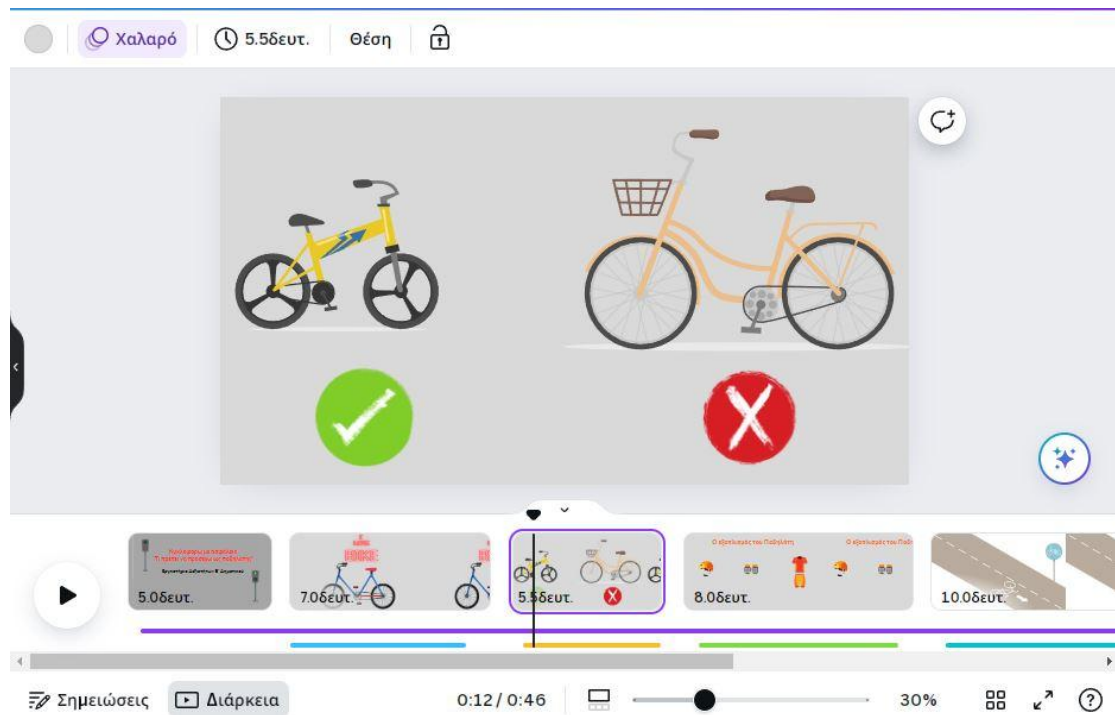 Χαλαρό 5.5δευτ. Θέση
Ο εξοπλισμός του Ποδηλάτη Ο εξοπλισμός του Ποδη
5.0δευτ. 7.0δευτ. 5.5δευτ. 8.0δευτ. 10.0δευτ.
Σημειώσεις Διάρκεια 0:12 / 0:46 30%